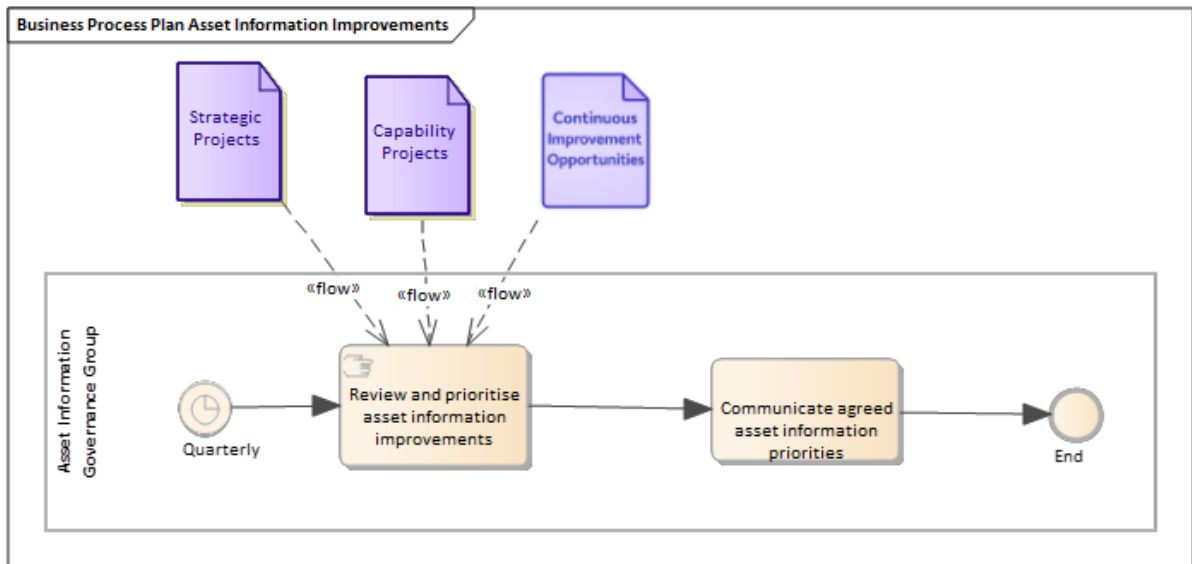 Business Process Plan Asset Information Improvements
Strategic
Projects
Capability
Projects
Continuous
Improvement
Opportunities
«flow»
«flow»
«flow»
Asset Information
Governance Group
Quarterly
Review and prioritise
asset information
improvements
Communicate agreed
asset information
priorities
End